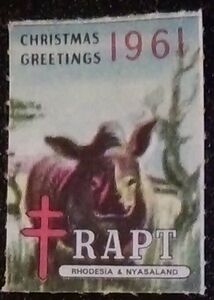 CHRISTMAS 1961
GREETINGS
RAPT
RHODESIA & NYASALAND